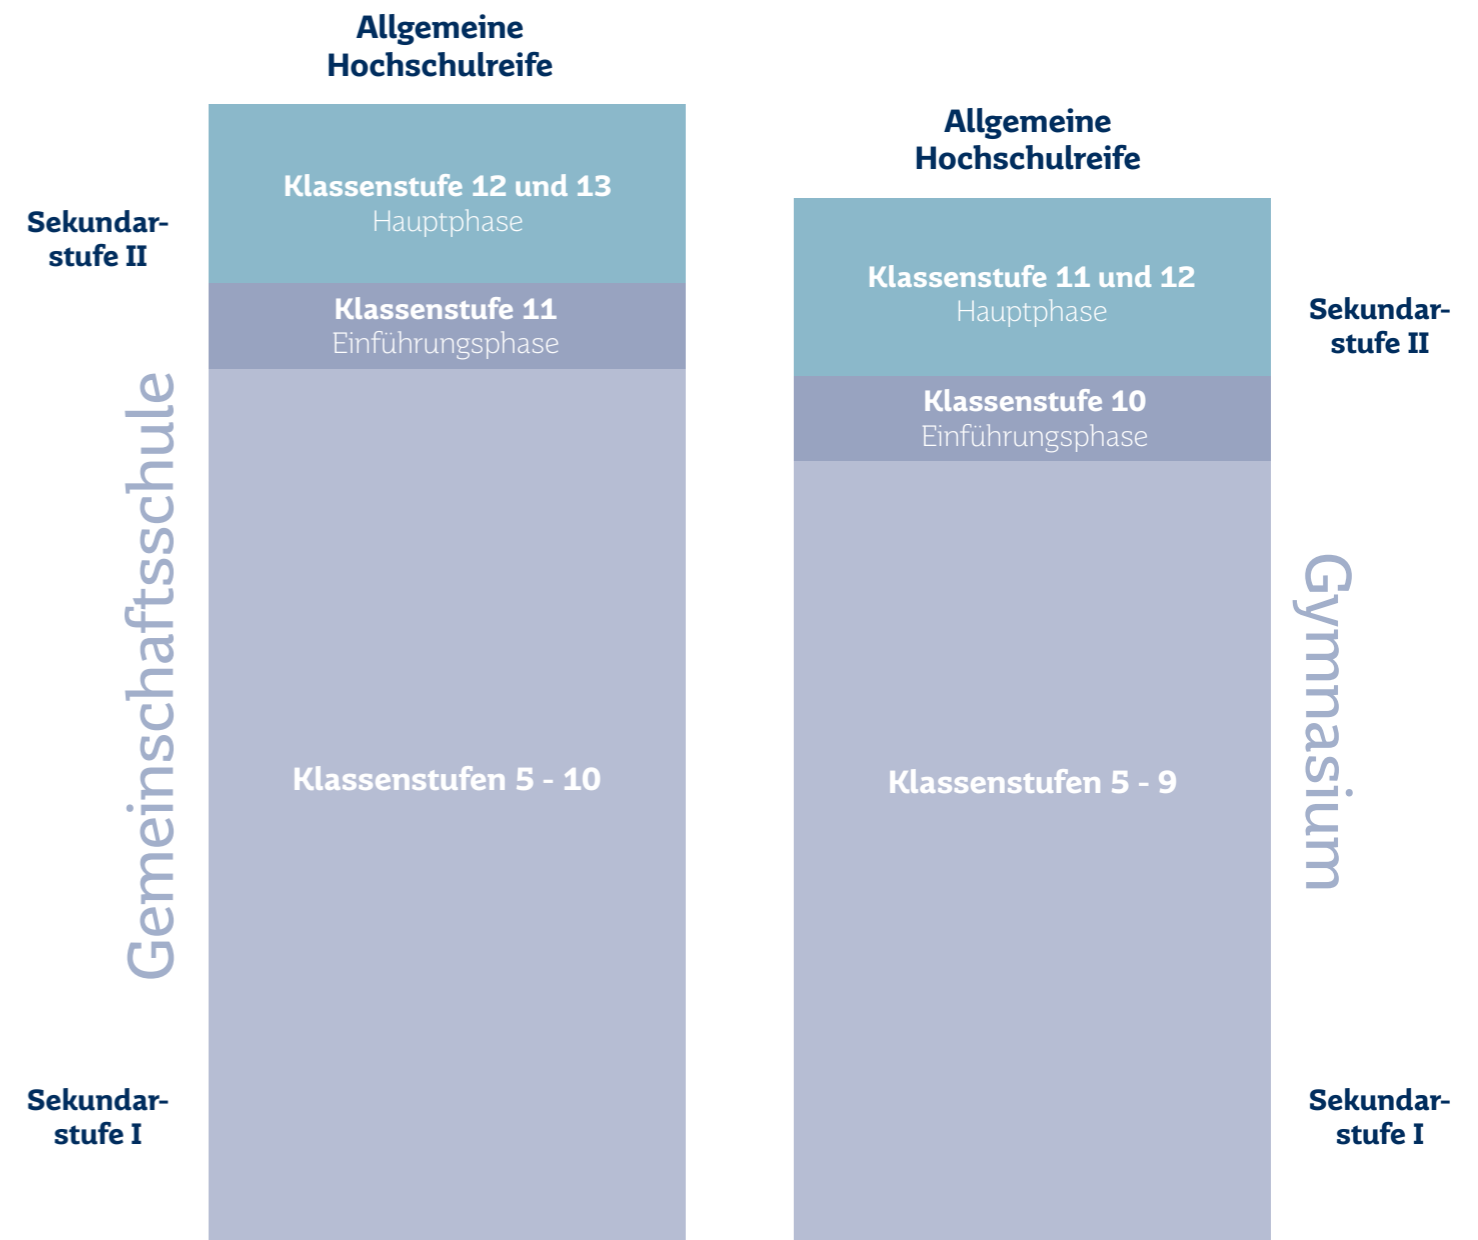 Allgemeine
Hochschulreife
Klassenstufe 12 und 13
Hauptphase
Sekundar-
stufe II
Klassenstufe 11
Einführungsphase
Gemeinschaftsschule
Klassenstufen 5 - 10
Sekundar-
stufe I
Allgemeine
Hochschulreife
Klassenstufe 11 und 12
Hauptphase
Sekundar-
stufe II
Klassenstufe 10
Einführungsphase
Gymnasium
Klassenstufen 5 - 9
Sekundar-
stufe I